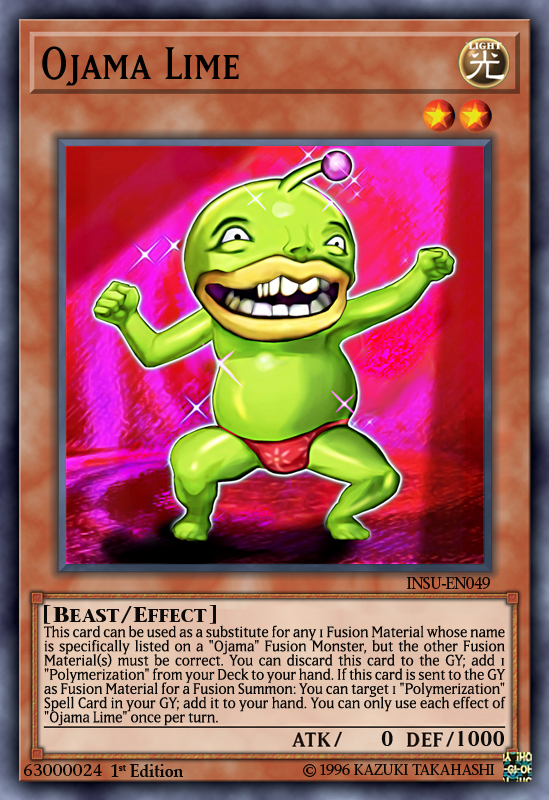 Ojama Lime
LIGHT
光
INSU-EN049
[Beast/Effect]
This card can be used as a substitute for any 1 Fusion Material whose name
is specifically listed on a "Ojama" Fusion Monster, but the other Fusion
Material(s) must be correct. You can discard this card to the GY; add 1
"Polymerization" from your Deck to your hand. If this card is sent to the GY
as Fusion Material for a Fusion Summon: You can target 1 "Polymerization"
Spell Card in your GY; add it to your hand. You can only use each effect of
"Ojama Lime" once per turn.
ATK/ 0 DEF/1000
63000024 1st Edition © 1996 KAZUKI TAKAHASHI